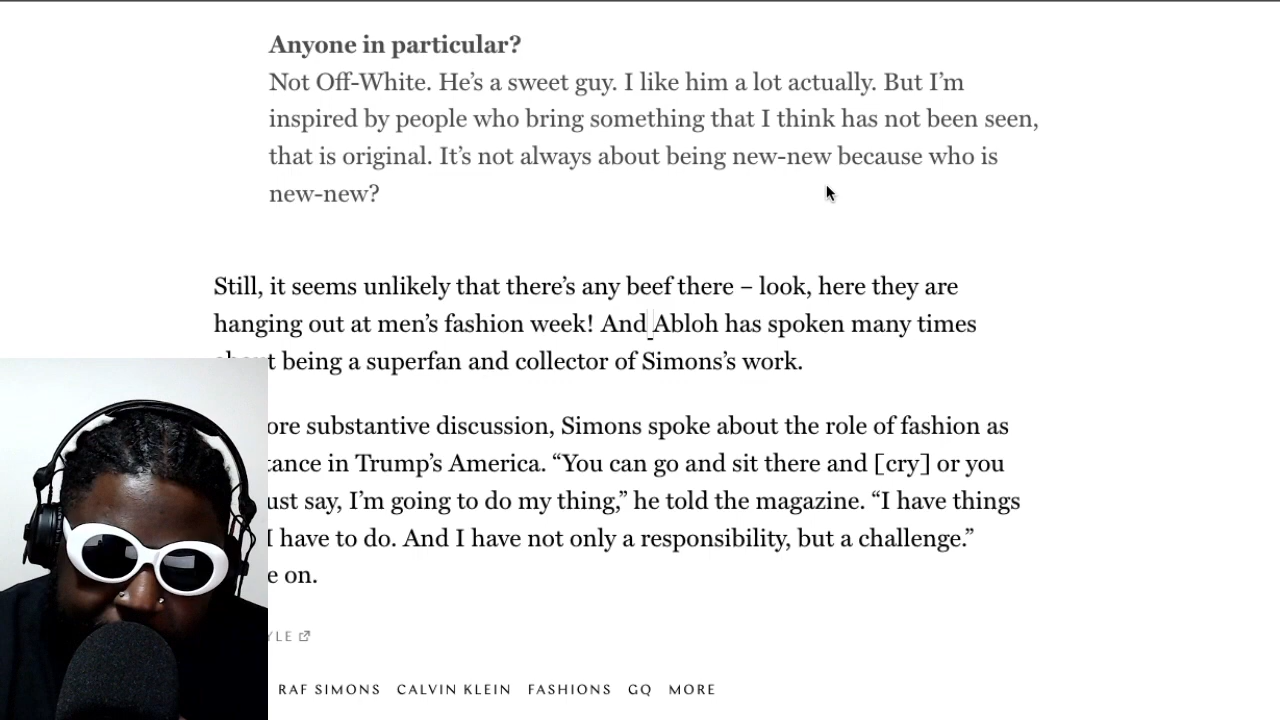 Anyone in particular?
Not Off-White. He’s a sweet guy. I like him a lot actually. But I’m
inspired by people who bring something that I think has not been seen,
that is original. It’s not always about being new-new because who is
new-new?
Still, it seems unlikely that there’s any beef there – look, here they are
hanging out at men’s fashion week! And Abloh has spoken many times
about being a superfan and collector of Simons’s work.
ore substantive discussion, Simons spoke about the role of fashion as
tance in Trump’s America. “You can go and sit there and [cry] or you
ust say, I’m going to do my thing,” he told the magazine. “I have things
I have to do. And I have not only a responsibility, but a challenge.”
e on.
YLE
RAF SIMONS CALVIN KLEIN FASHIONS GQ MORE